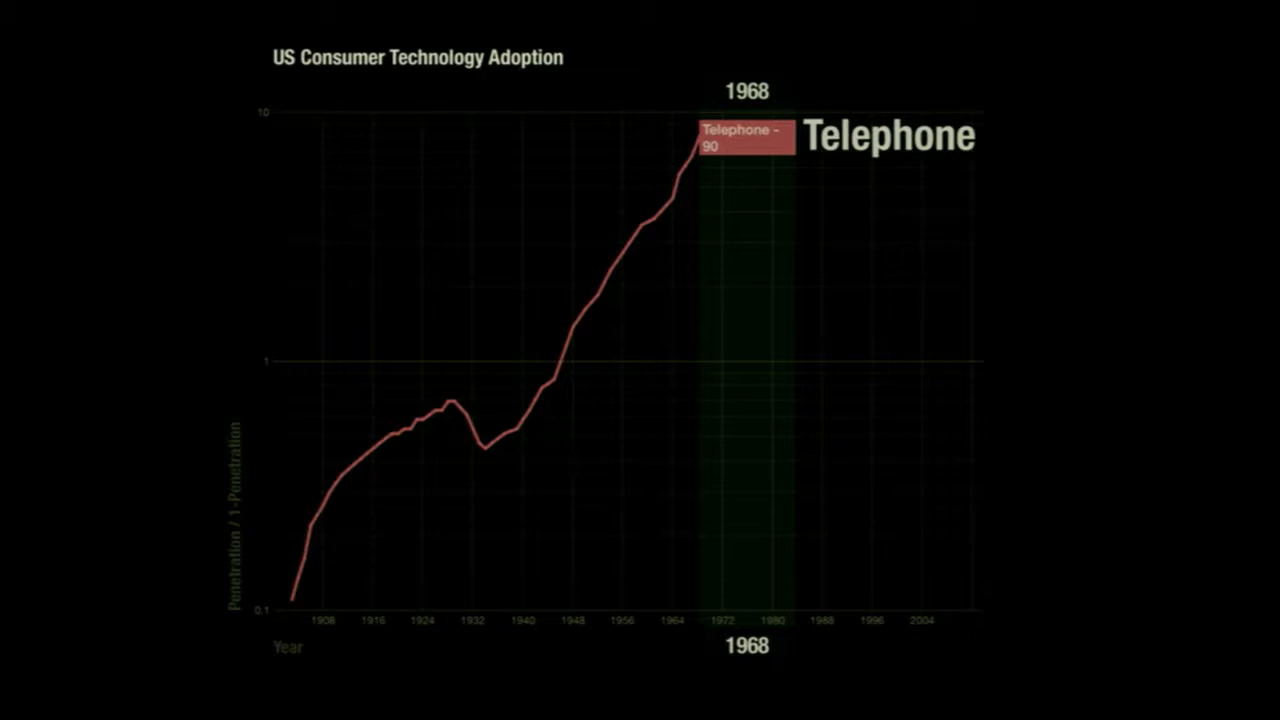 US Consumer Technology Adoption
1968
10
Telephone -
90
Telephone
1
Penetration / 1-Penetration
0.1
1908 1916 1924 1932 1940 1948 1956 1964 1972 1980 1988 1996 2004
Year
1968